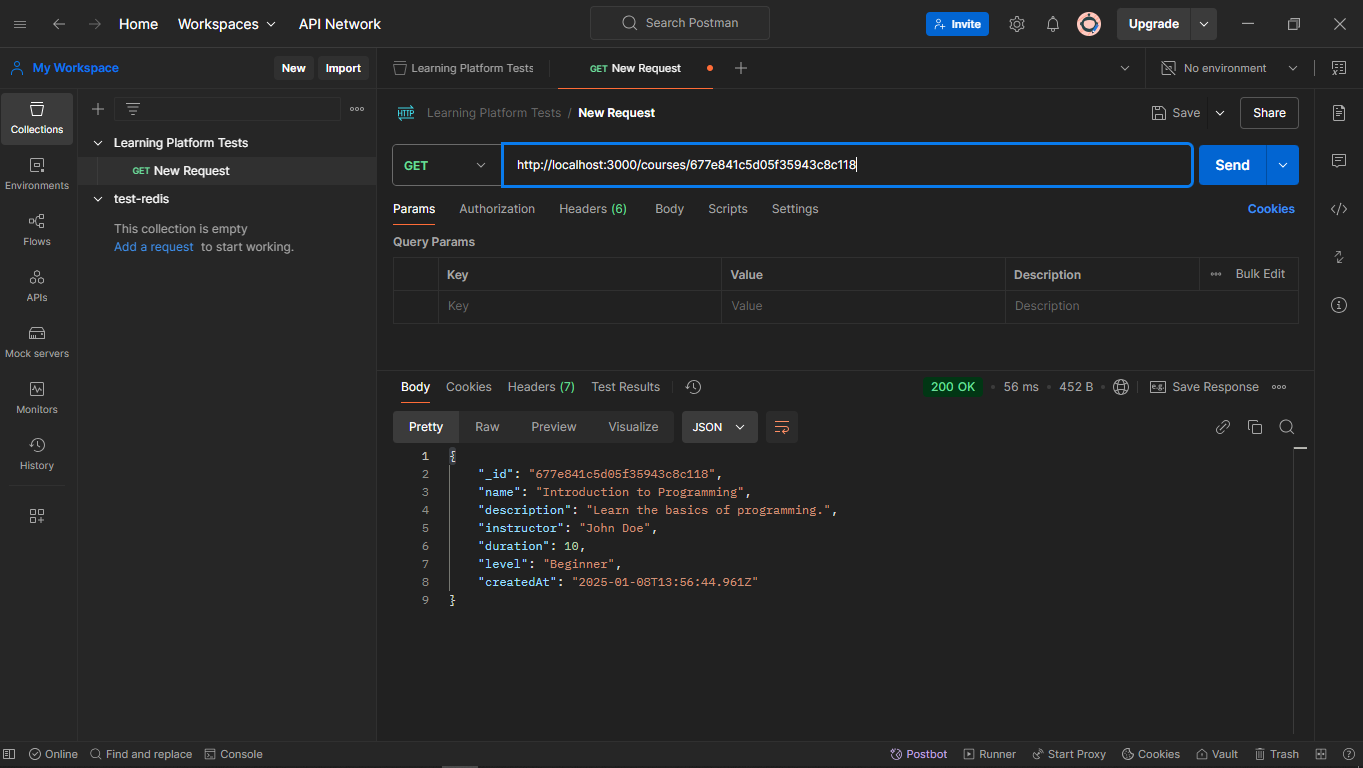 Home Workspaces API Network Search Postman Invite Upgrade
My Workspace New Import Learning Platform Tests GET New Request No environment
Collections
Environments
Flows
APIs
Mock servers
Monitors
History
Learning Platform Tests
GET New Request
test-redis
This collection is empty
Add a request to start working.
HTTP Learning Platform Tests / New Request Save Share
GET http://localhost:3000/courses/677e841c5d05f35943c8c118 Send
Params Authorization Headers (6) Body Scripts Settings Cookies
Query Params
Key Value Description Bulk Edit
Key Value Description
Body Cookies Headers (7) Test Results 200 OK 56 ms 452 B e.g. Save Response
Pretty Raw Preview Visualize JSON
1 {
2 "_id": "677e841c5d05f35943c8c118",
3 "name": "Introduction to Programming",
4 "description": "Learn the basics of programming.",
5 "instructor": "John Doe",
6 "duration": 10,
7 "level": "Beginner",
8 "createdAt": "2025-01-08T13:56:44.961Z"
9 }
Online Find and replace Console Postbot Runner Start Proxy Cookies Vault Trash